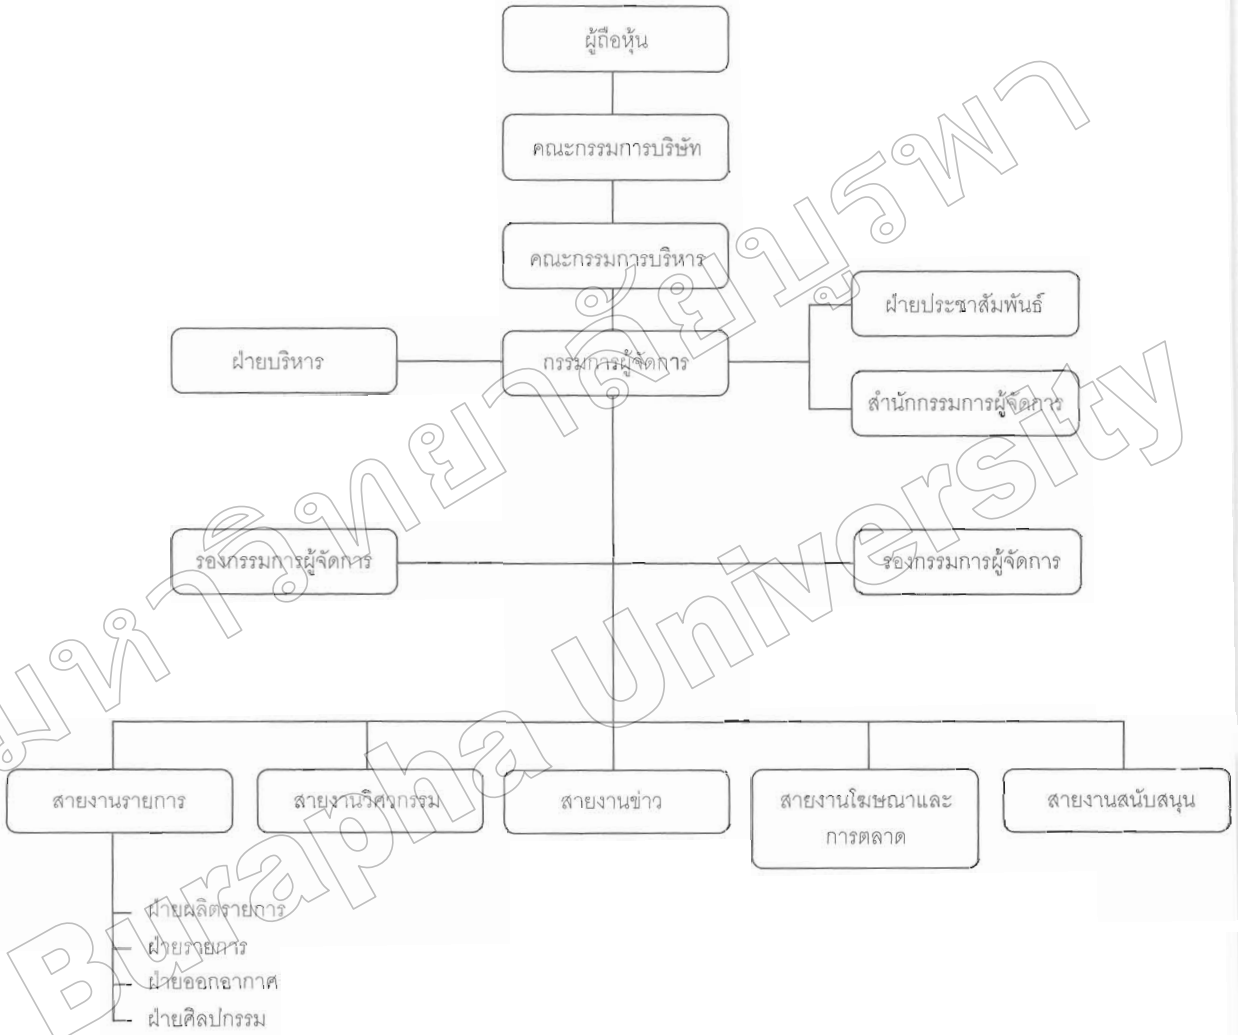 ผู้ถือหุ้น
คณะกรรมการบริษัท
คณะกรรมการบริหาร
ฝ่ายประชาสัมพันธ์
ฝ่ายบริหาร
กรรมการผู้จัดการ
สำนักกรรมการผู้จัดการ
รองกรรมการผู้จัดการ
รองกรรมการผู้จัดการ
สายงานรายการ
สายงานวิศวกรรม
สายงานข่าว
สายงานโฆษณาและ
การตลาด
สายงานสนับสนุน
ฝ่ายผลิตรายการ
ฝ่ายรายการ
ฝ่ายออกอากาศ
ฝ่ายศิลปกรรม
มหาวิทยาลัยบูรพา
Burapha University